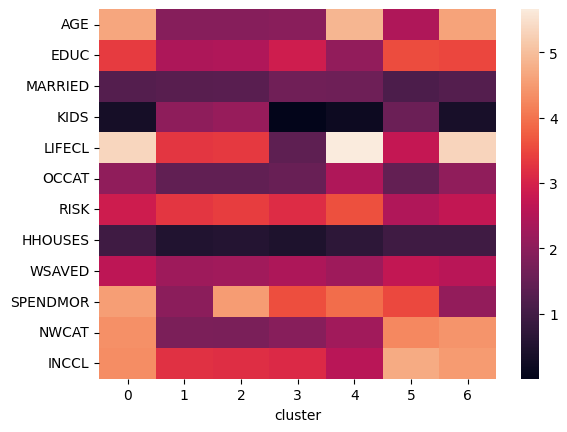 AGE
EDUC
MARRIED
KIDS
LIFECL
OCCAT
RISK
HHOUSES
WSAVED
SPENDMOR
NWCAT
INCCL
0 1 2 3 4 5 6
cluster
5
4
3
2
1